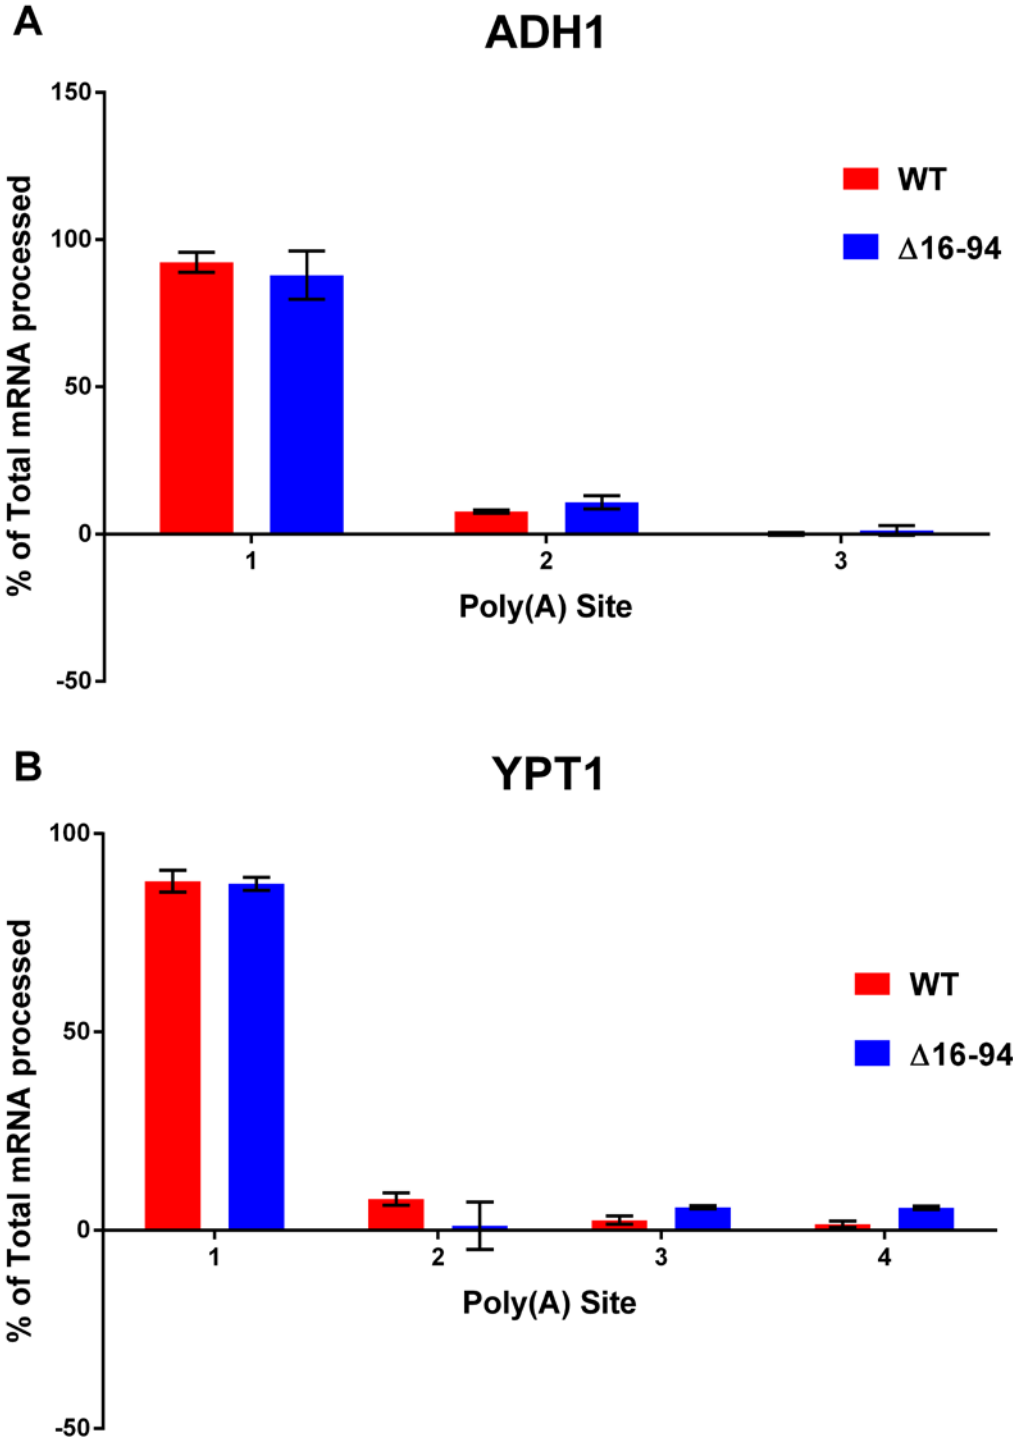 A
ADH1
% of Total mRNA processed
150
100
50
0
-50
WT
Δ16-94
1 2 3
Poly(A) Site
B
YPT1
% of Total mRNA processed
100
50
0
-50
WT
Δ16-94
1 2 3 4
Poly(A) Site